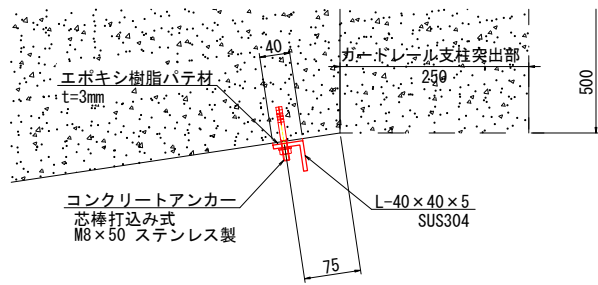 40
ガードレール支柱突出部
250
500
エポキシ樹脂パテ材
t=3mm
コンクリートアンカー
芯棒打込み式
M8×50 ステンレス製
L-40×40×5
SUS304
75